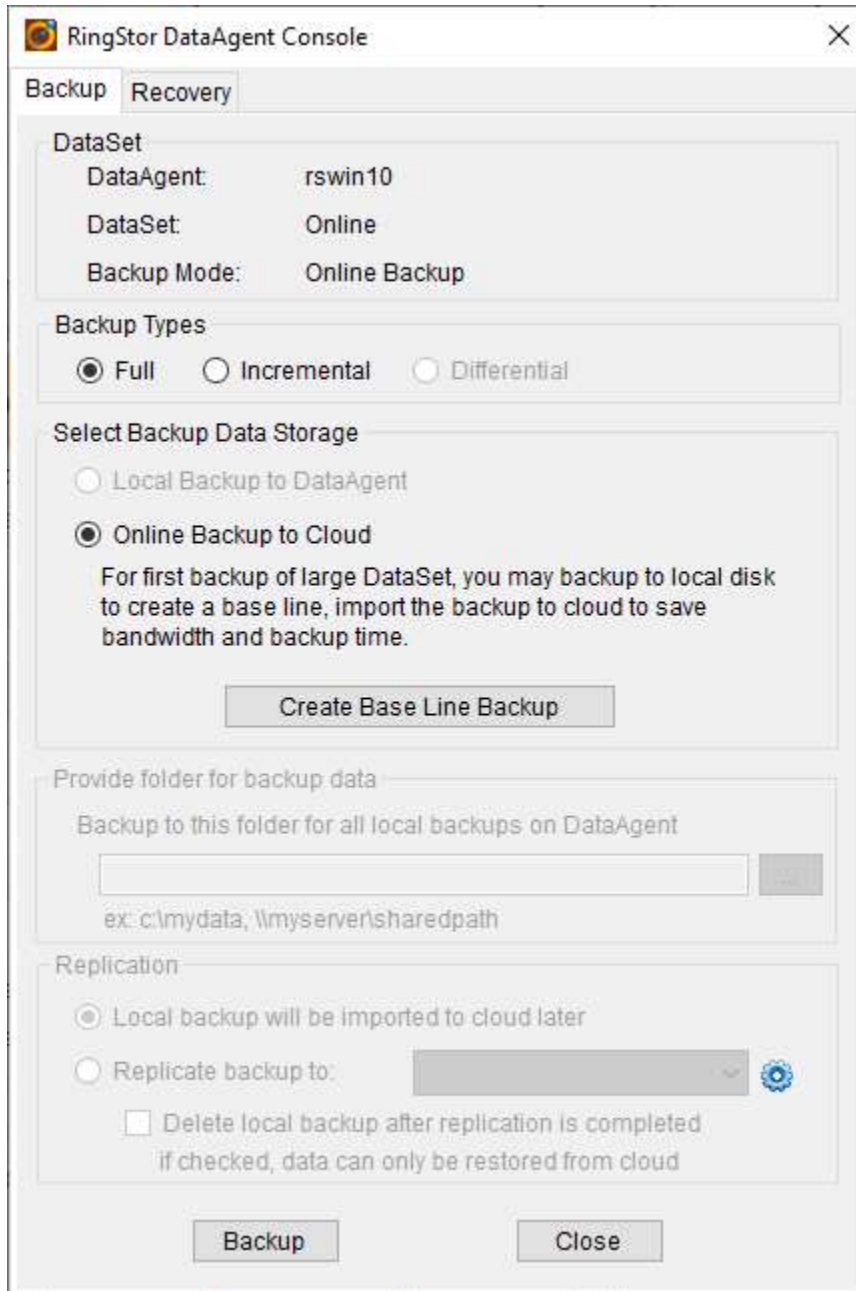 RingStor DataAgent Console
Backup Recovery
DataSet
DataAgent: rswin10
DataSet: Online
Backup Mode: Online Backup
Backup Types
Full Incremental Differential
Select Backup Data Storage
Local Backup to DataAgent
Online Backup to Cloud
For first backup of large DataSet, you may backup to local disk
to create a base line, import the backup to cloud to save
bandwidth and backup time.
Create Base Line Backup
Provide folder for backup data
Backup to this folder for all local backups on DataAgent
...
ex: c:\mydata, \\myserver\sharedpath
Replication
Local backup will be imported to cloud later
Replicate backup to:
Delete local backup after replication is completed
if checked, data can only be restored from cloud
Backup Close